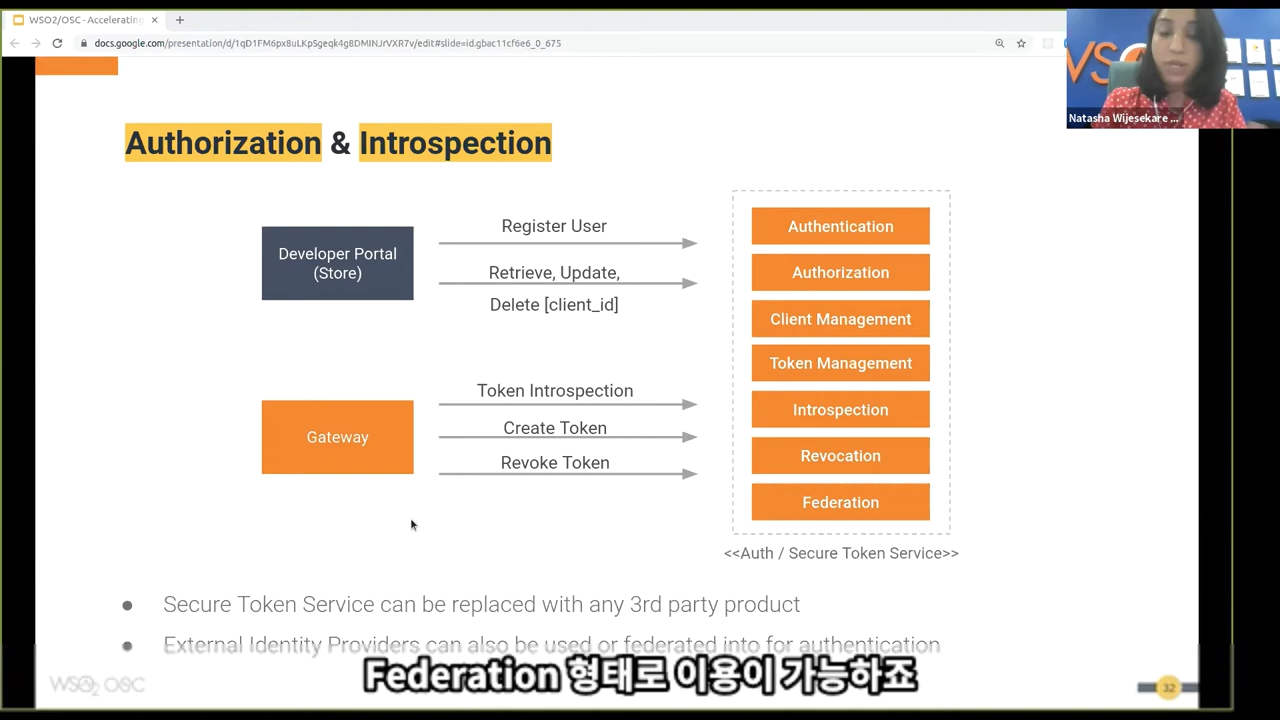 WSO2/OSC - Accelerating
docs.google.com/presentation/d/1qD1FM6px8uLKpSgeqk4g8DMINJrVXR7v/edit#slide=id.gbac11cf6e6_0_675
WSO
Natasha Wijesekare ...
Authorization & Introspection
Developer Portal
(Store)
Register User
Retrieve, Update,
Delete [client_id]
Gateway
Token Introspection
Create Token
Revoke Token
Authentication
Authorization
Client Management
Token Management
Introspection
Revocation
Federation
<<Auth / Secure Token Service>>
● Secure Token Service can be replaced with any 3rd party product
● External Identity Providers can also be used or federated into for authentication
Federation 형태로 이용이 가능하죠
WSO2 OSC
32